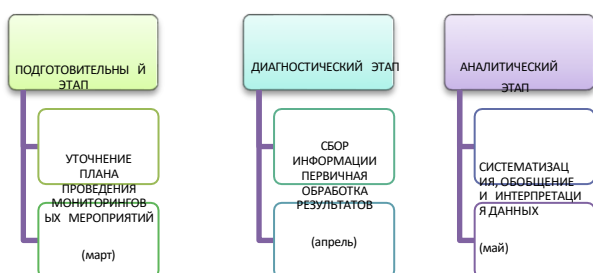 ПОДГОТОВИТЕЛЬНЫ Й
ЭТАП
УТОЧНЕНИЕ
ПЛАНА
ПРОВЕДЕНИЯ
МОНИТОРИНГОВ
ЫХ МЕРОПРИЯТИЙ
(март)
ДИАГНОСТИЧЕСКИЙ ЭТАП
СБОР
ИНФОРМАЦИИ
ПЕРВИЧНАЯ
ОБРАБОТКА
РЕЗУЛЬТАТОВ
(апрель)
АНАЛИТИЧЕСКИЙ
ЭТАП
СИСТЕМАТИЗАЦ
ИЯ, ОБОБЩЕНИЕ
И ИНТЕРПРЕТАЦИ
Я ДАННЫХ
(май)